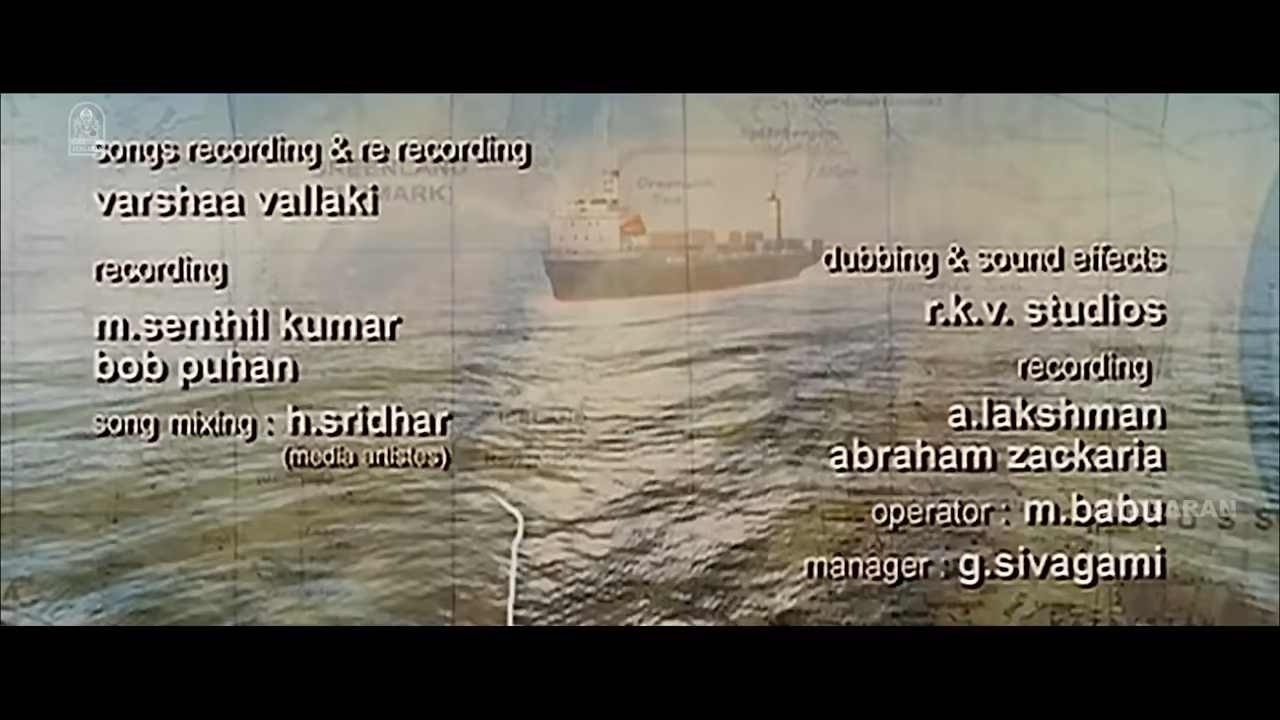 songs recording & re recording
varshaa vallaki
recording
m.senthil kumar
bob puhan
song mixing : h.sridhar
(media artistes)
dubbing & sound effects
r.k.v. studios
recording
a.lakshman
abraham zackaria
operator : m.babu
manager : g.sivagami
GREENLAND